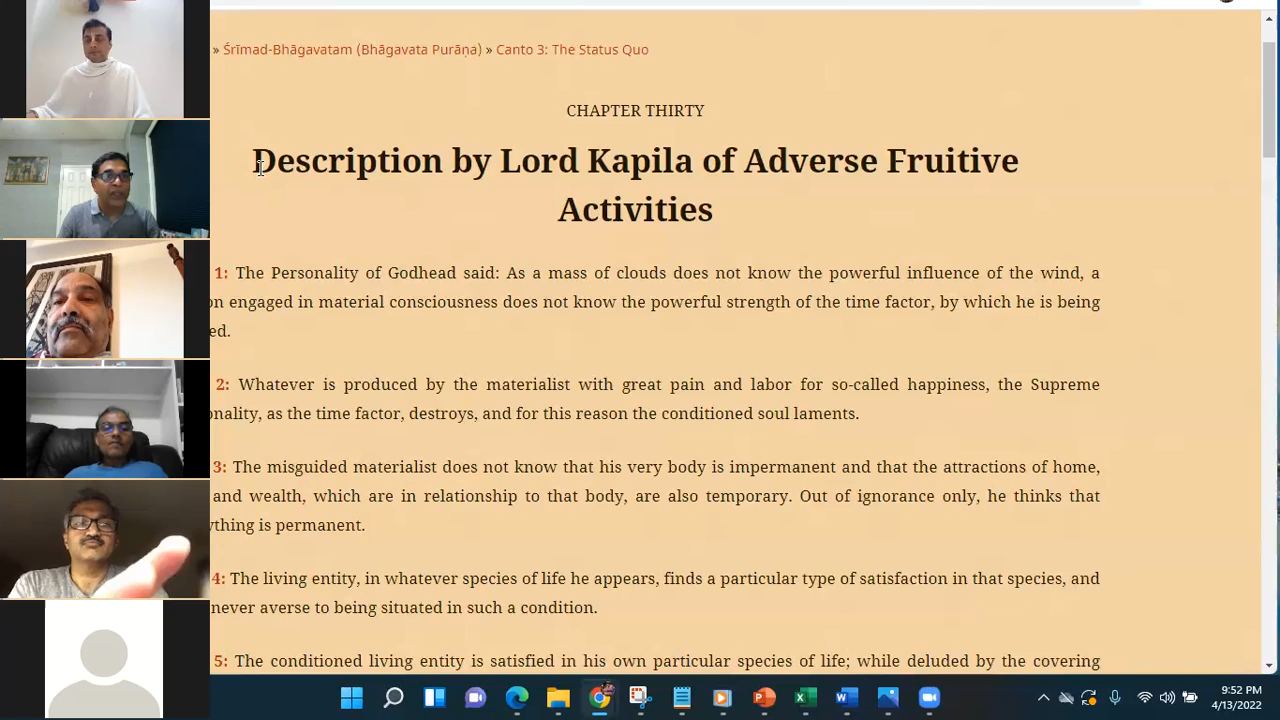 » Śrīmad-Bhāgavatam (Bhāgavata Purāṇa) » Canto 3: The Status Quo
CHAPTER THIRTY
Description by Lord Kapila of Adverse Fruitive
Activities
1: The Personality of Godhead said: As a mass of clouds does not know the powerful influence of the wind, a
on engaged in material consciousness does not know the powerful strength of the time factor, by which he is being
ed.
2: Whatever is produced by the materialist with great pain and labor for so-called happiness, the Supreme
onality, as the time factor, destroys, and for this reason the conditioned soul laments.
3: The misguided materialist does not know that his very body is impermanent and that the attractions of home,
and wealth, which are in relationship to that body, are also temporary. Out of ignorance only, he thinks that
ything is permanent.
4: The living entity, in whatever species of life he appears, finds a particular type of satisfaction in that species, and
never averse to being situated in such a condition.
5: The conditioned living entity is satisfied in his own particular species of life; while deluded by the covering
9:52 PM
4/13/2022